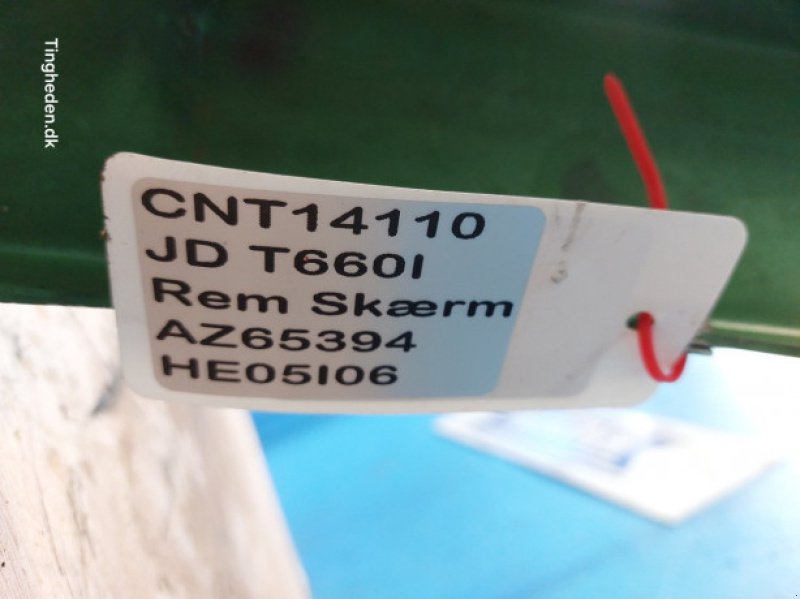 Tingheden.dk
CNT14110
JD T660I
Rem Skærm
AZ65394
HE05I06